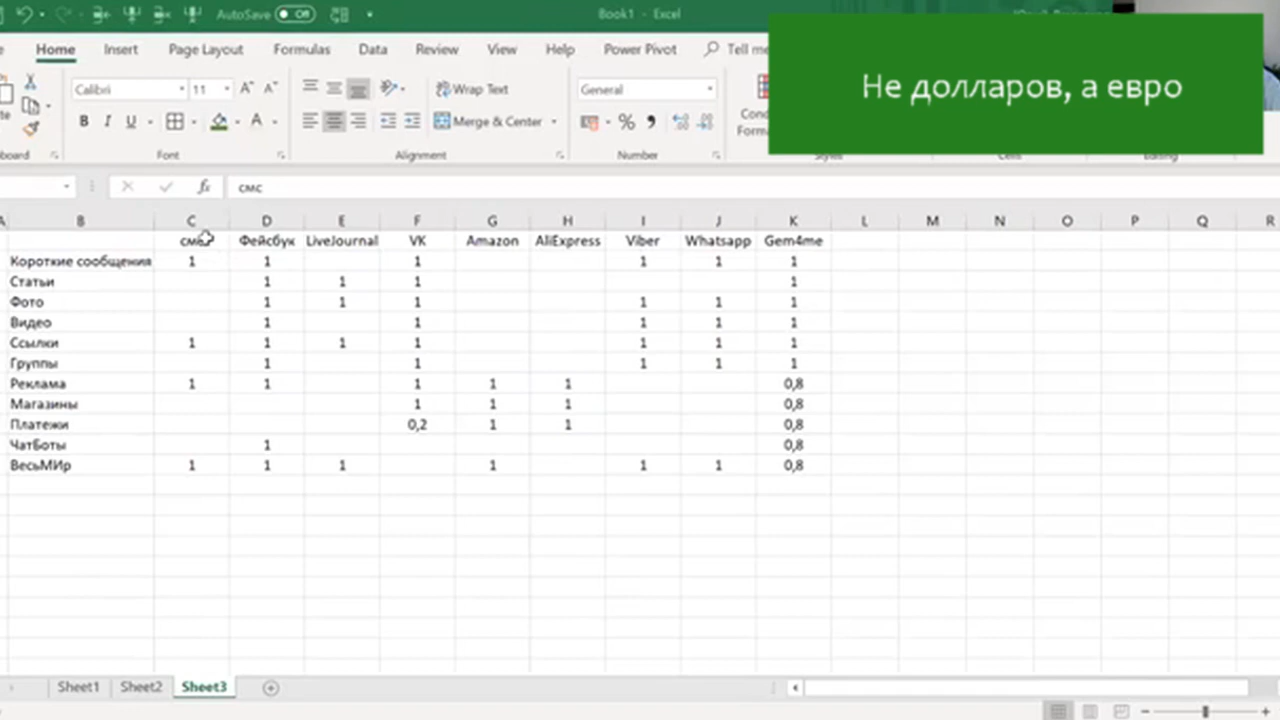 AutoSave Off Book1 - Excel
Home Insert Page Layout Formulas Data Review View Help Power Pivot Tell me
Не долларов, а евро
Calibri 11 Wrap Text General
B I U Merge & Center %
Font Alignment Number
fx смс
B C D E F G H I J K L M N O P Q R
Фейсбук LiveJournal VK Amazon AliExpress Viber Whatsapp Gem4me
Короткие сообщения 1 1 1 1 1 1
Статьи 1 1 1 1
Фото 1 1 1 1 1 1
Видео 1 1 1 1 1
Ссылки 1 1 1 1 1 1 1
Группы 1 1 1 1 1
Реклама 1 1 1 1 1 0,8
Магазины 1 1 1 0,8
Платежи 0,2 1 1 0,8
ЧатБоты 1 0,8
ВесьМИр 1 1 1 1 1 1 0,8
Sheet1 Sheet2 Sheet3